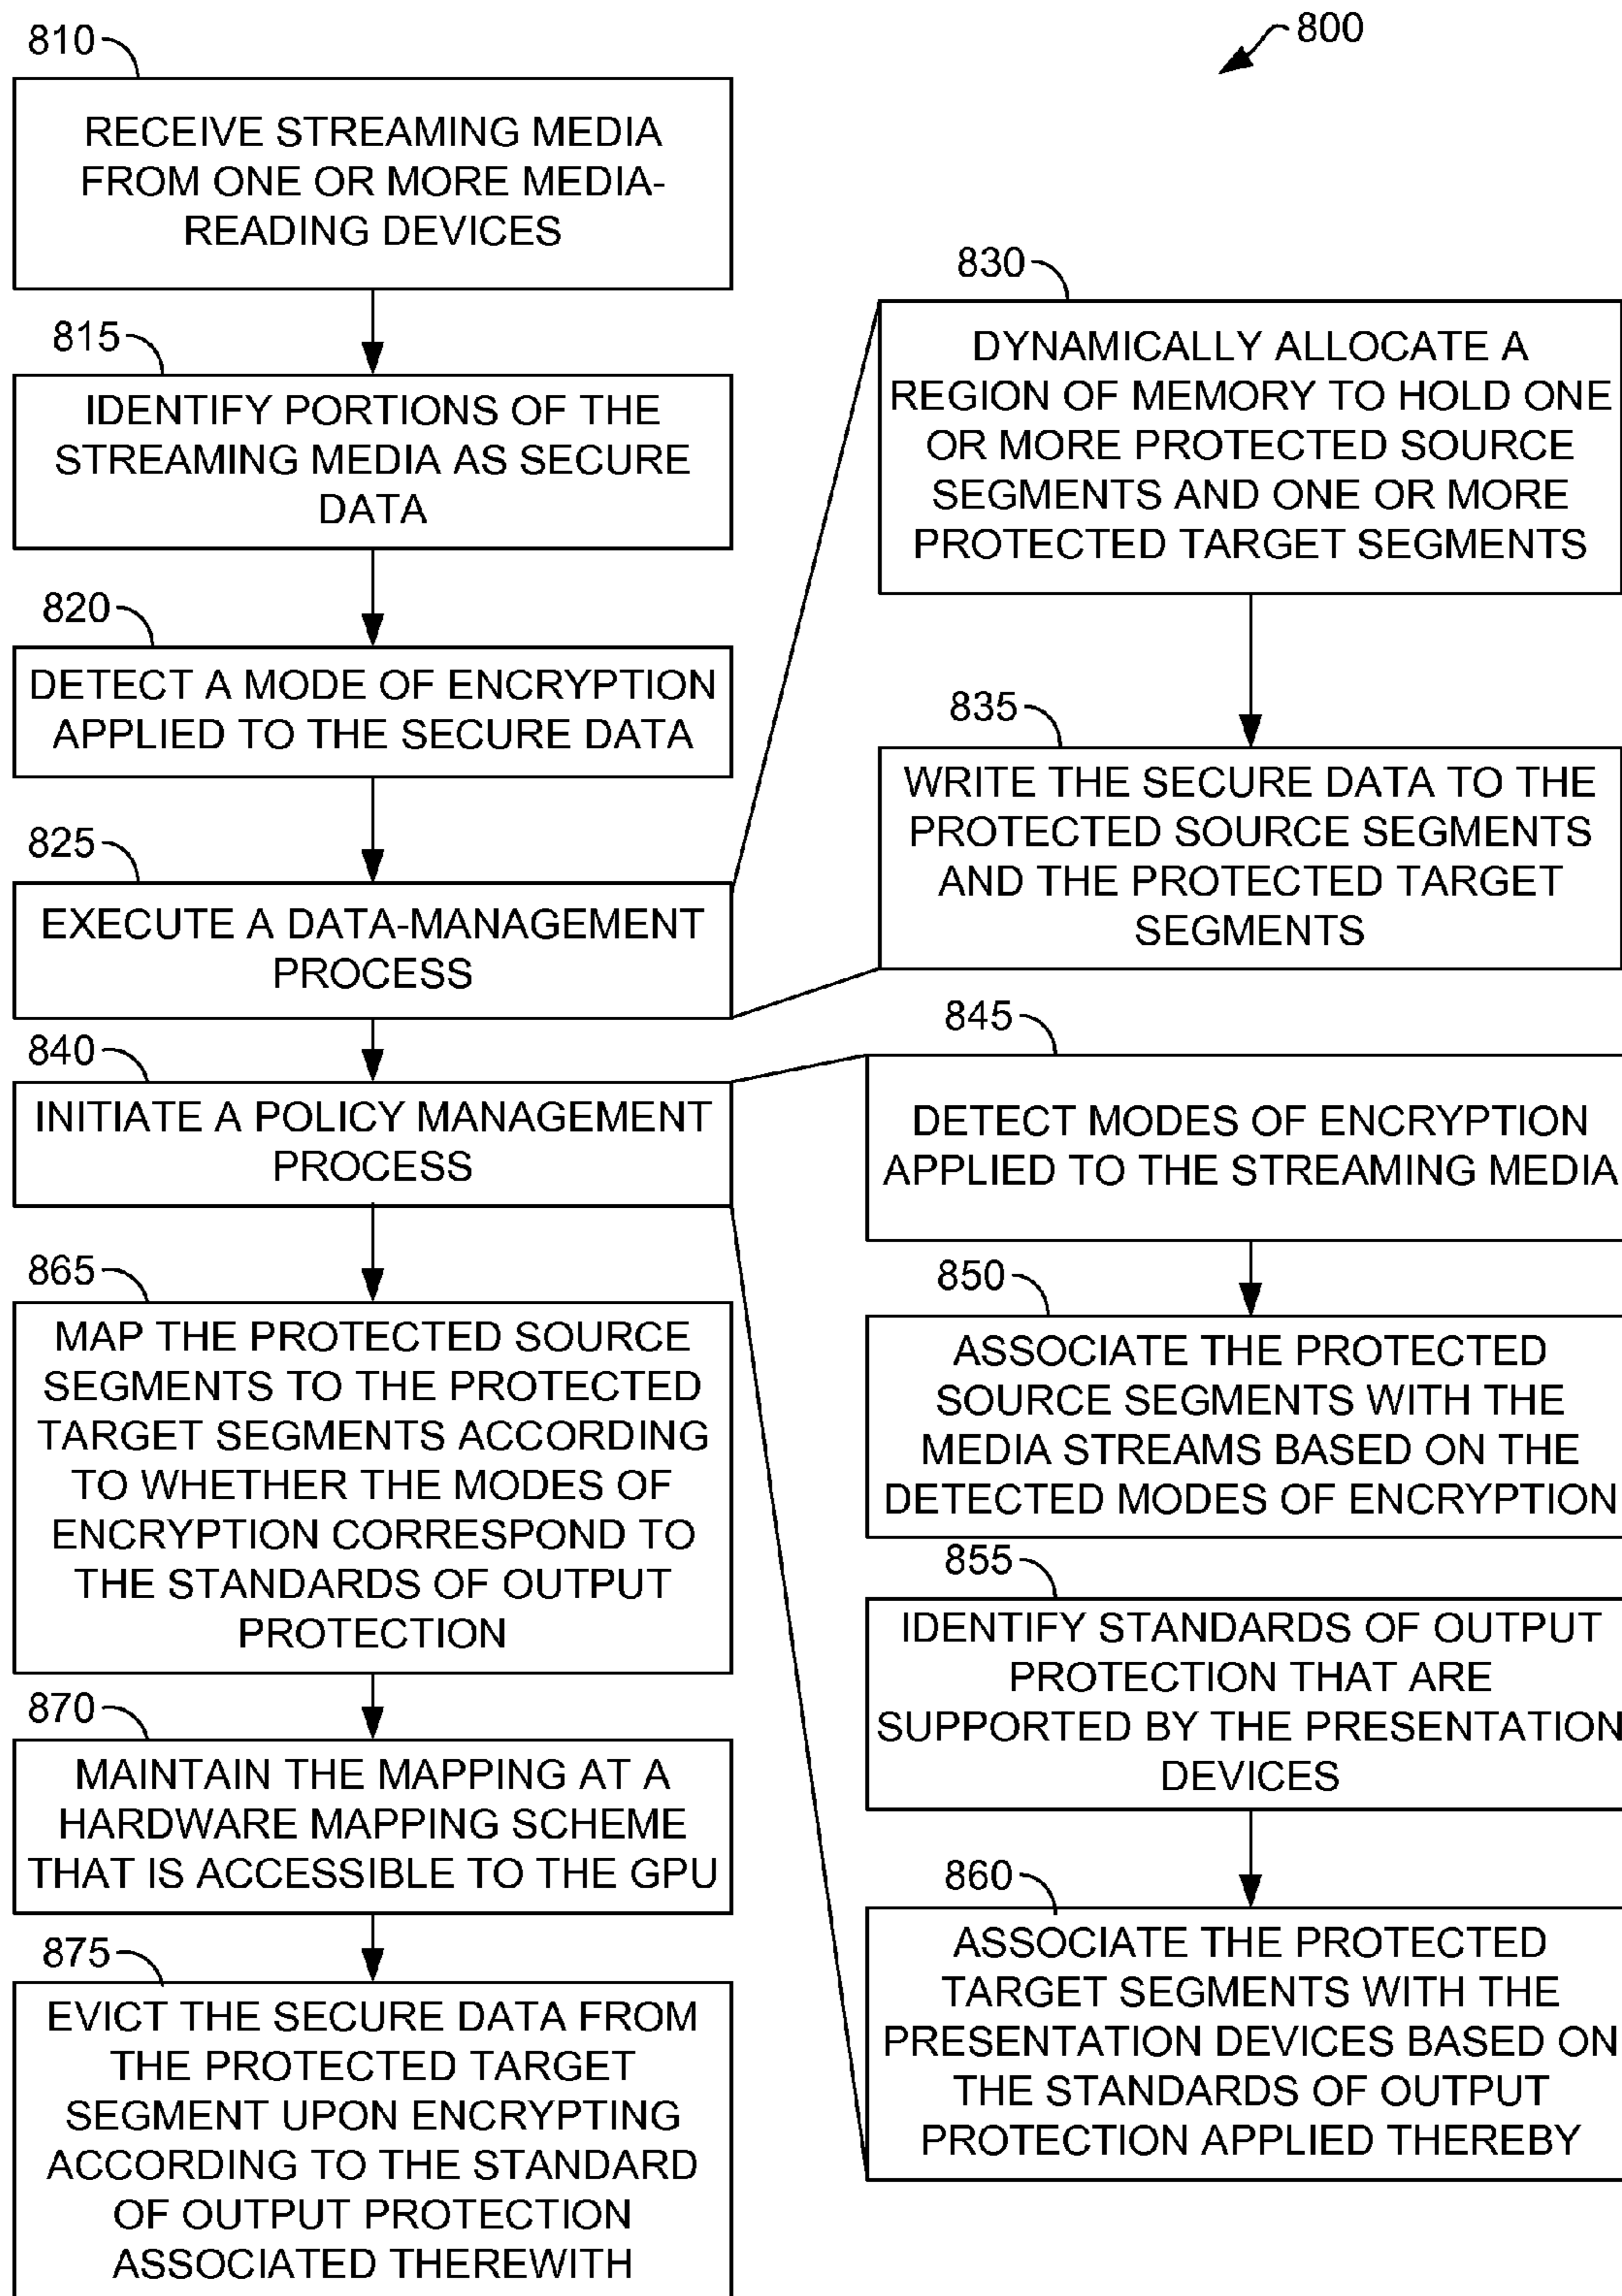 800
810
RECEIVE STREAMING MEDIA
FROM ONE OR MORE MEDIA-
READING DEVICES
815
IDENTIFY PORTIONS OF THE
STREAMING MEDIA AS SECURE
DATA
820
DETECT A MODE OF ENCRYPTION
APPLIED TO THE SECURE DATA
825
EXECUTE A DATA-MANAGEMENT
PROCESS
830
DYNAMICALLY ALLOCATE A
REGION OF MEMORY TO HOLD ONE
OR MORE PROTECTED SOURCE
SEGMENTS AND ONE OR MORE
PROTECTED TARGET SEGMENTS
835
WRITE THE SECURE DATA TO THE
PROTECTED SOURCE SEGMENTS
AND THE PROTECTED TARGET
SEGMENTS
840
INITIATE A POLICY MANAGEMENT
PROCESS
845
DETECT MODES OF ENCRYPTION
APPLIED TO THE STREAMING MEDIA
850
ASSOCIATE THE PROTECTED
SOURCE SEGMENTS WITH THE
MEDIA STREAMS BASED ON THE
DETECTED MODES OF ENCRYPTION
855
IDENTIFY STANDARDS OF OUTPUT
PROTECTION THAT ARE
SUPPORTED BY THE PRESENTATION
DEVICES
860
ASSOCIATE THE PROTECTED
TARGET SEGMENTS WITH THE
PRESENTATION DEVICES BASED ON
THE STANDARDS OF OUTPUT
PROTECTION APPLIED THEREBY
865
MAP THE PROTECTED SOURCE
SEGMENTS TO THE PROTECTED
TARGET SEGMENTS ACCORDING
TO WHETHER THE MODES OF
ENCRYPTION CORRESPOND TO
THE STANDARDS OF OUTPUT
PROTECTION
870
MAINTAIN THE MAPPING AT A
HARDWARE MAPPING SCHEME
THAT IS ACCESSIBLE TO THE GPU
875
EVICT THE SECURE DATA FROM
THE PROTECTED TARGET
SEGMENT UPON ENCRYPTING
ACCORDING TO THE STANDARD
OF OUTPUT PROTECTION
ASSOCIATED THEREWITH